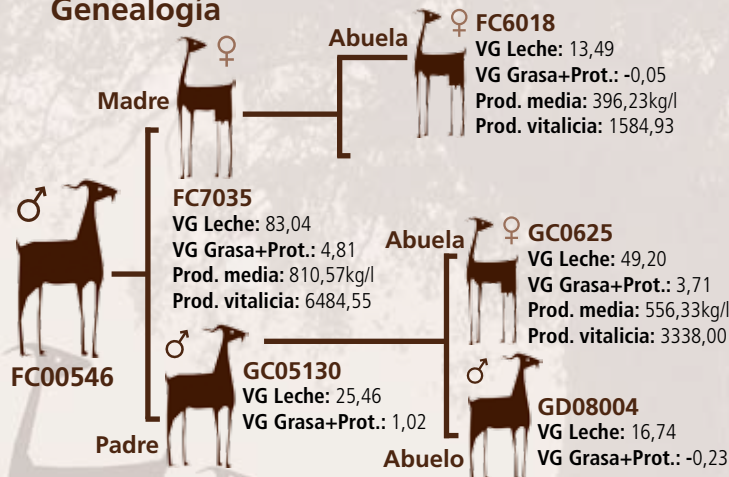 Genealogía
Abuela
FC6018
VG Leche: 13,49
VG Grasa+Prot.: -0,05
Prod. media: 396,23kg/l
Prod. vitalicia: 1584,93
Madre
FC7035
VG Leche: 83,04
VG Grasa+Prot.: 4,81
Prod. media: 810,57kg/l
Prod. vitalicia: 6484,55
FC00546
Abuela
GC0625
VG Leche: 49,20
VG Grasa+Prot.: 3,71
Prod. media: 556,33kg/l
Prod. vitalicia: 3338,00
Padre
GC05130
VG Leche: 25,46
VG Grasa+Prot.: 1,02
Abuelo
GD08004
VG Leche: 16,74
VG Grasa+Prot.: -0,23